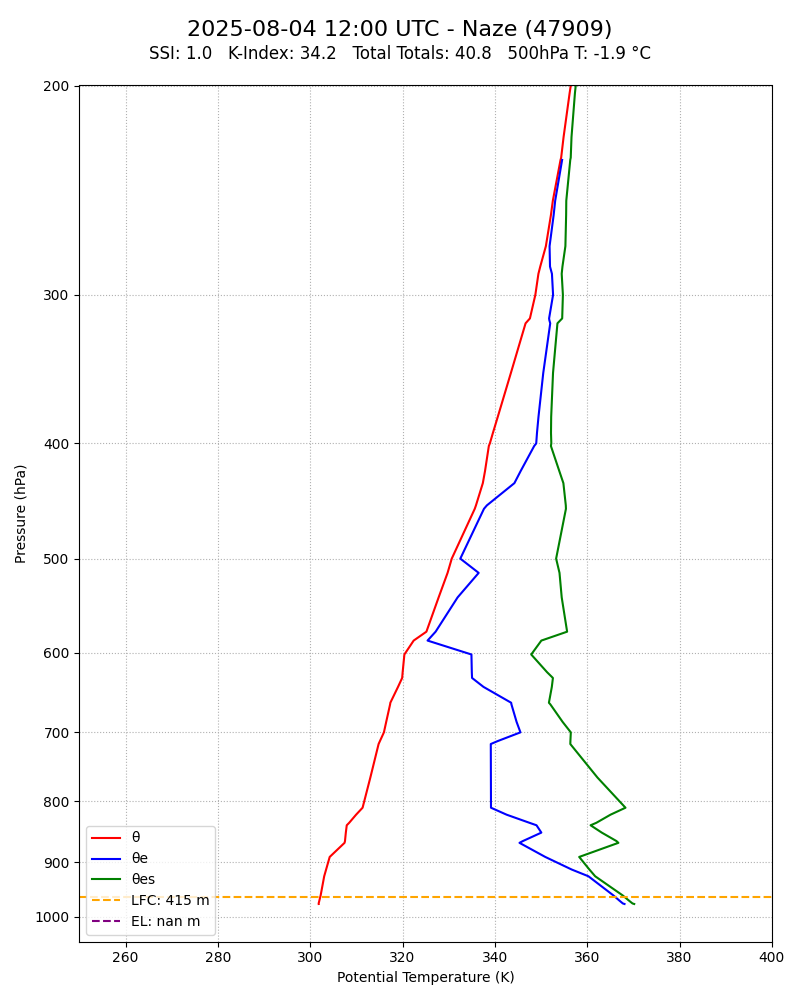 2025-08-04 12:00 UTC - Naze (47909)
SSI: 1.0   K-Index: 34.2   Total Totals: 40.8   500hPa T: -1.9 °C
200
300
400
500
600
700
800
900
1000
Pressure (hPa)
θ
θe
θes
LFC: 415 m
EL: nan m
260 280 300 320 340 360 380 400
Potential Temperature (K)